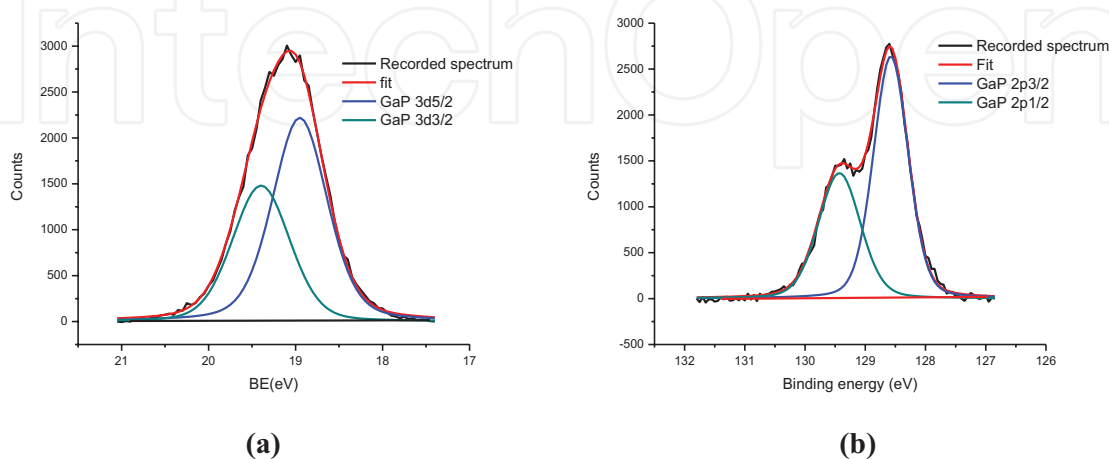 IntechOpen
3000
2500
2000
1500
1000
500
0
Counts
Recorded spectrum
fit
GaP 3d5/2
GaP 3d3/2
21 20 19 18 17
BE(eV)
(a)
3000
2500
2000
1500
1000
500
0
-500
Counts
Recorded spectrum
Fit
GaP 2p3/2
GaP 2p1/2
132 131 130 129 128 127 126
Binding energy (eV)
(b)